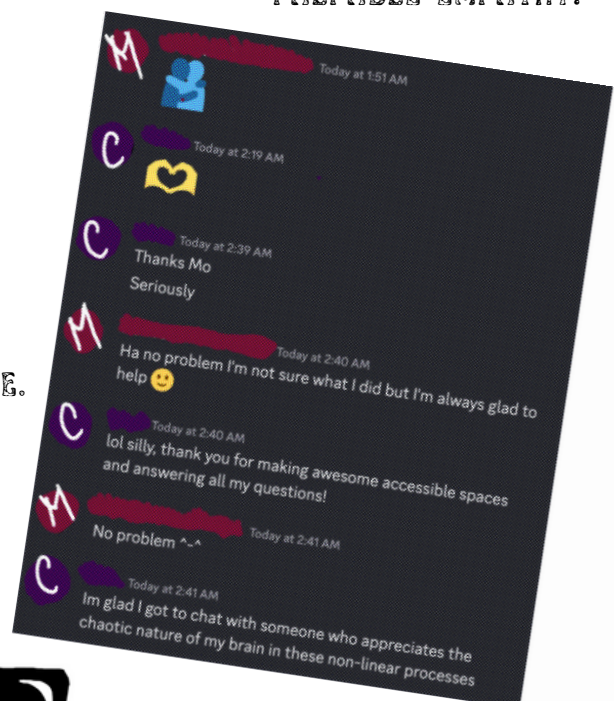 M
Today at 1:51 AM
C
Today at 2:19 AM
C
Today at 2:39 AM
Thanks Mo
Seriously
M
Today at 2:40 AM
Ha no problem I'm not sure what I did but I'm always glad to
help
E.
C
Today at 2:40 AM
lol silly, thank you for making awesome accessible spaces
and answering all my questions!
M
Today at 2:41 AM
No problem ^-^
C
Today at 2:41 AM
Im glad I got to chat with someone who appreciates the
chaotic nature of my brain in these non-linear processes